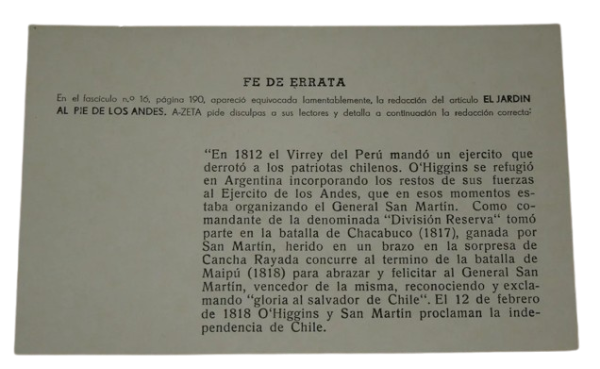 FE DE ERRATA
En el fascículo n.º 16, página 190, apareció equivocada lamentablemente, la redacción del artículo EL JARDIN
AL PIE DE LOS ANDES. A-ZETA pide disculpas a sus lectores y detalla a continuación la redacción correcta:
"En 1812 el Virrey del Perú mandó un ejercito que
derrotó a los patriotas chilenos. O'Higgins se refugió
en Argentina incorporando los restos de sus fuerzas
al Ejercito de los Andes, que en esos momentos es-
taba organizando el General San Martín. Como co-
mandante de la denominada "División Reserva" tomó
parte en la batalla de Chacabuco (1817), ganada por
San Martín, herido en un brazo en la sorpresa de
Cancha Rayada concurre al termino de la batalla de
Maipú (1818) para abrazar y felicitar al General San
Martín, vencedor de la misma, reconociendo y excla-
mando "gloria al salvador de Chile". El 12 de febrero
de 1818 O'Higgins y San Martín proclaman la inde-
pendencia de Chile.